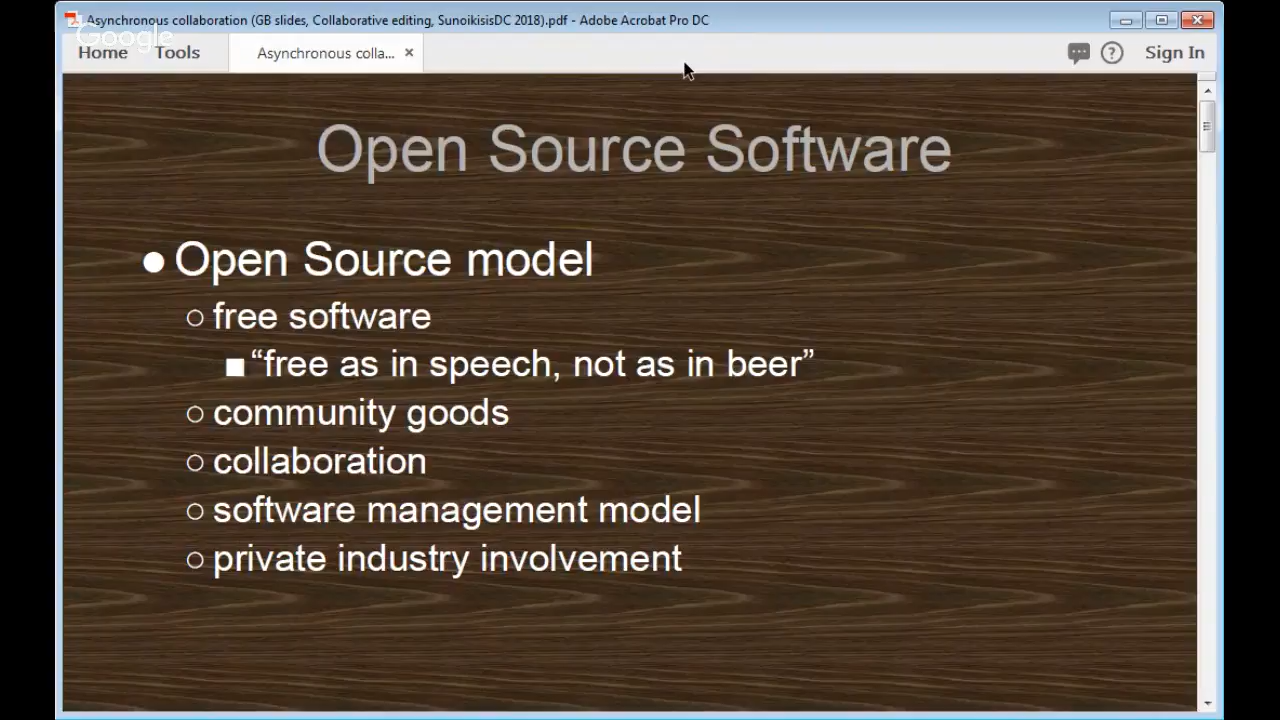 Asynchronous collaboration (GB slides, Collaborative editing, SunoikisisDC 2018).pdf - Adobe Acrobat Pro DC
Google
Home Tools Asynchronous colla... × Sign In
Open Source Software
● Open Source model
○ free software
■ “free as in speech, not as in beer”
○ community goods
○ collaboration
○ software management model
○ private industry involvement